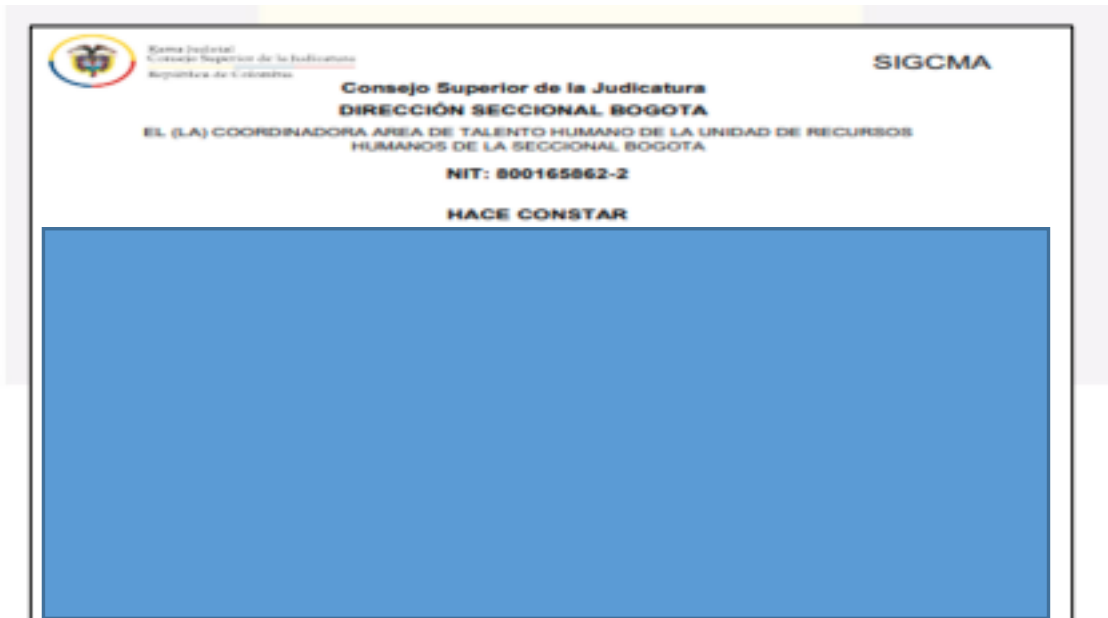 Rama Judicial
Consejo Superior de la Judicatura
República de Colombia
SIGCMA
Consejo Superior de la Judicatura
DIRECCIÓN SECCIONAL BOGOTA
EL (LA) COORDINADORA AREA DE TALENTO HUMANO DE LA UNIDAD DE RECURSOS
HUMANOS DE LA SECCIONAL BOGOTA
NIT: 800165862-2
HACE CONSTAR